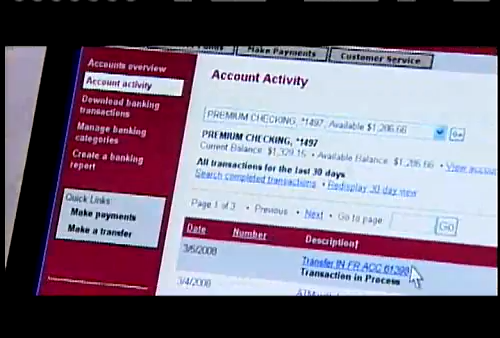 Funds
Make Payments
Customer Service
Accounts overview
Account activity
Download banking
transactions
Manage banking
categories
Create a banking
report
Quick Links:
Make payments
Make a transfer
Account Activity
PREMIUM CHECKING, *1497, Available $1,286.66
Go
PREMIUM CHECKING, *1497
Current Balance: $1,329.15 • Available Balance: $1,286.66 • View accou
All transactions for the last 30 days
Search completed transactions • Redisplay 30 day view
Page 1 of 3 • Previous • Next • Go to page
Go
Date Number Description
3/5/2008 Transfer IN FR ACC 61398
Transaction in Process
3/4/2008